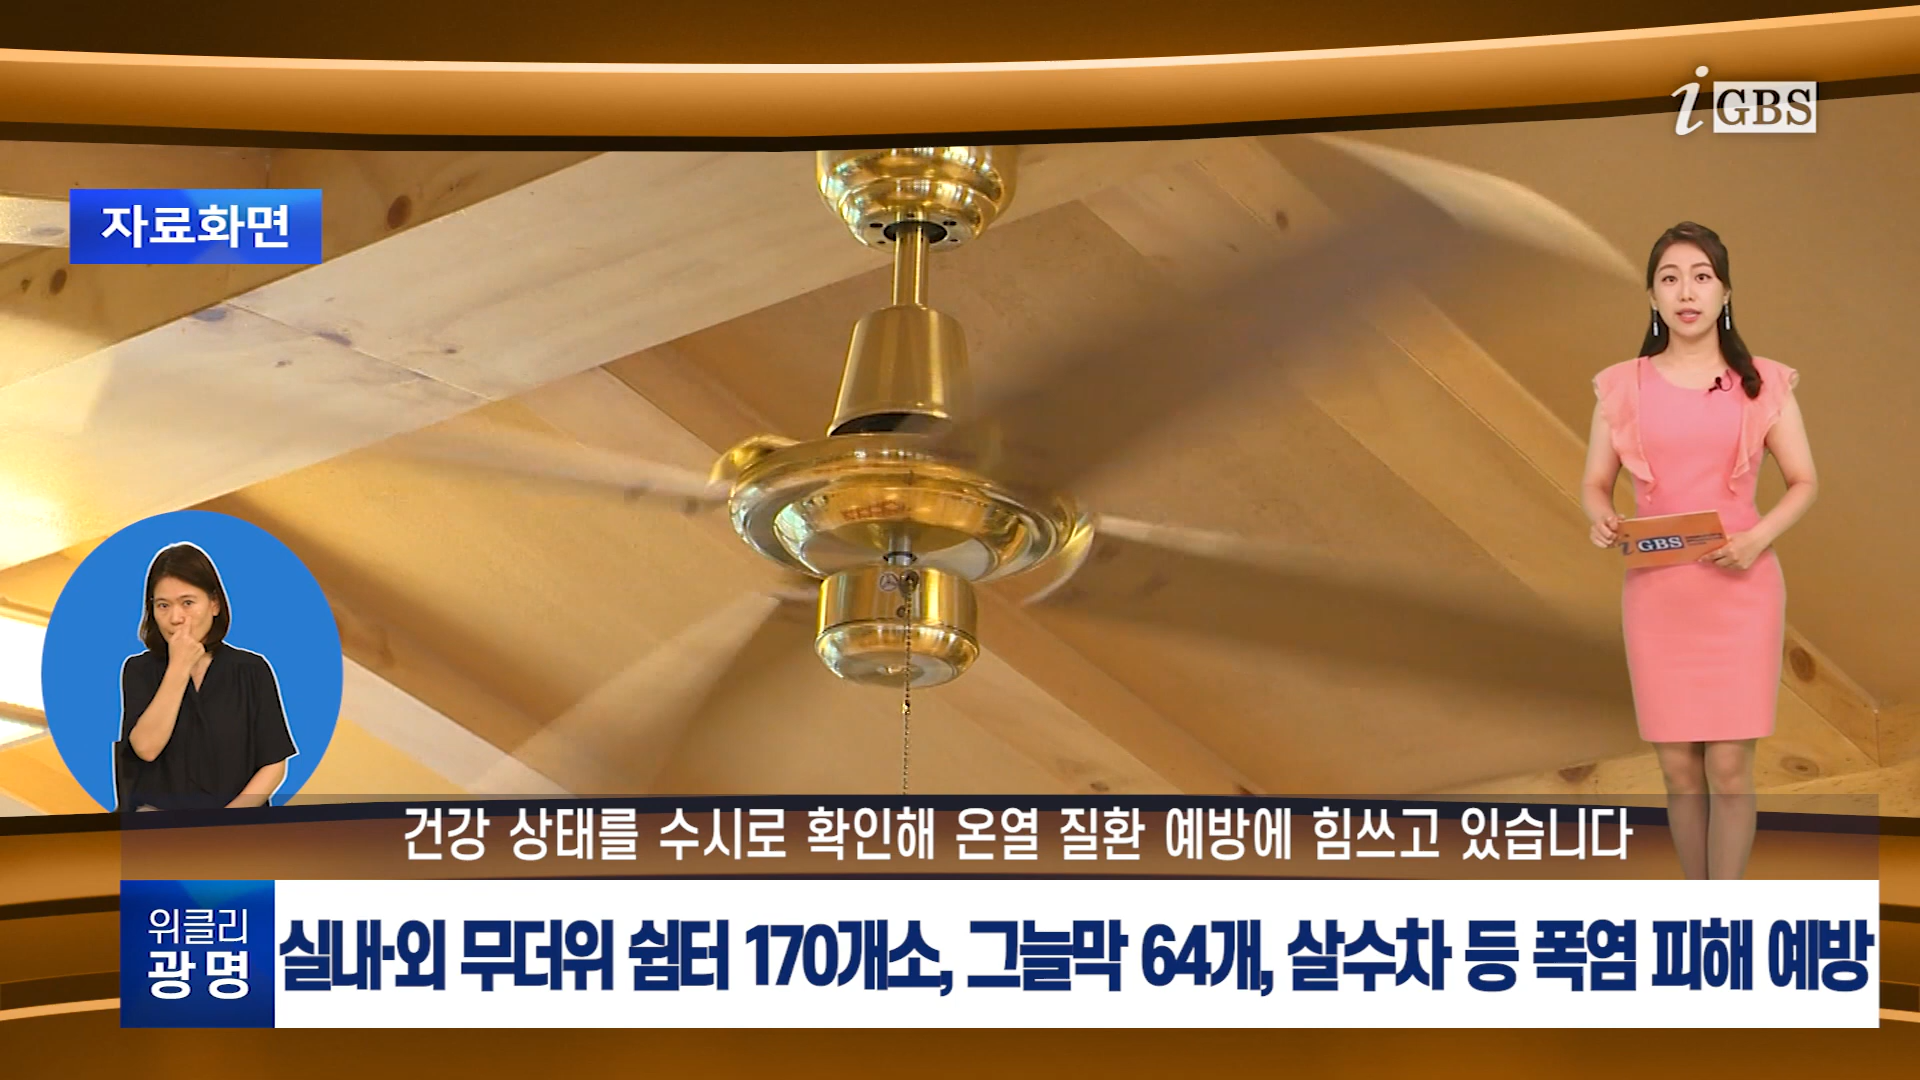 i GBS
자료화면
i GBS
건강 상태를 수시로 확인해 온열 질환 예방에 힘쓰고 있습니다
위클리
광명
실내·외 무더위 쉼터 170개소, 그늘막 64개, 살수차 등 폭염 피해 예방